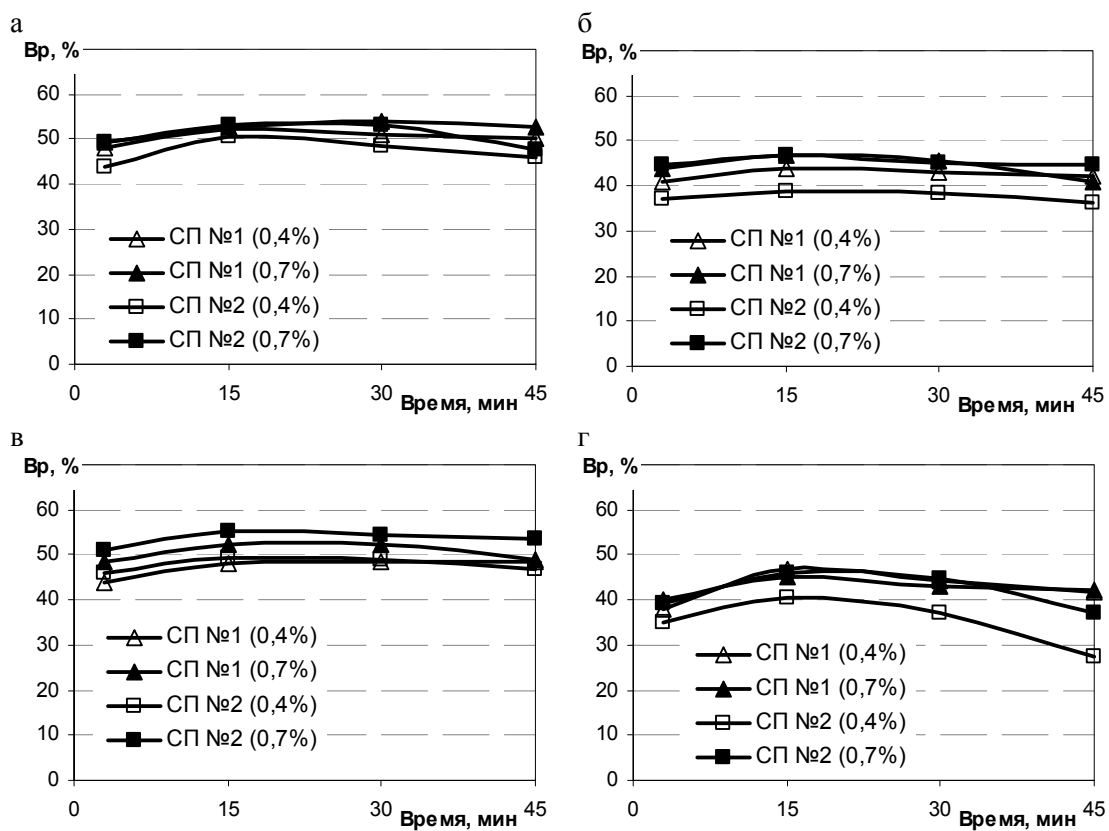 а
Вр, %
60
50
40
30
20
10
0
СП №1 (0,4%)
СП №1 (0,7%)
СП №2 (0,4%)
СП №2 (0,7%)
0 15 30 45
Время, мин
б
Вр, %
60
50
40
30
20
10
0
СП №1 (0,4%)
СП №1 (0,7%)
СП №2 (0,4%)
СП №2 (0,7%)
0 15 30 45
Время, мин
в
Вр, %
60
50
40
30
20
10
0
СП №1 (0,4%)
СП №1 (0,7%)
СП №2 (0,4%)
СП №2 (0,7%)
0 15 30 45
Время, мин
г
Вр, %
60
50
40
30
20
10
0
СП №1 (0,4%)
СП №1 (0,7%)
СП №2 (0,4%)
СП №2 (0,7%)
0 15 30 45
Время, мин